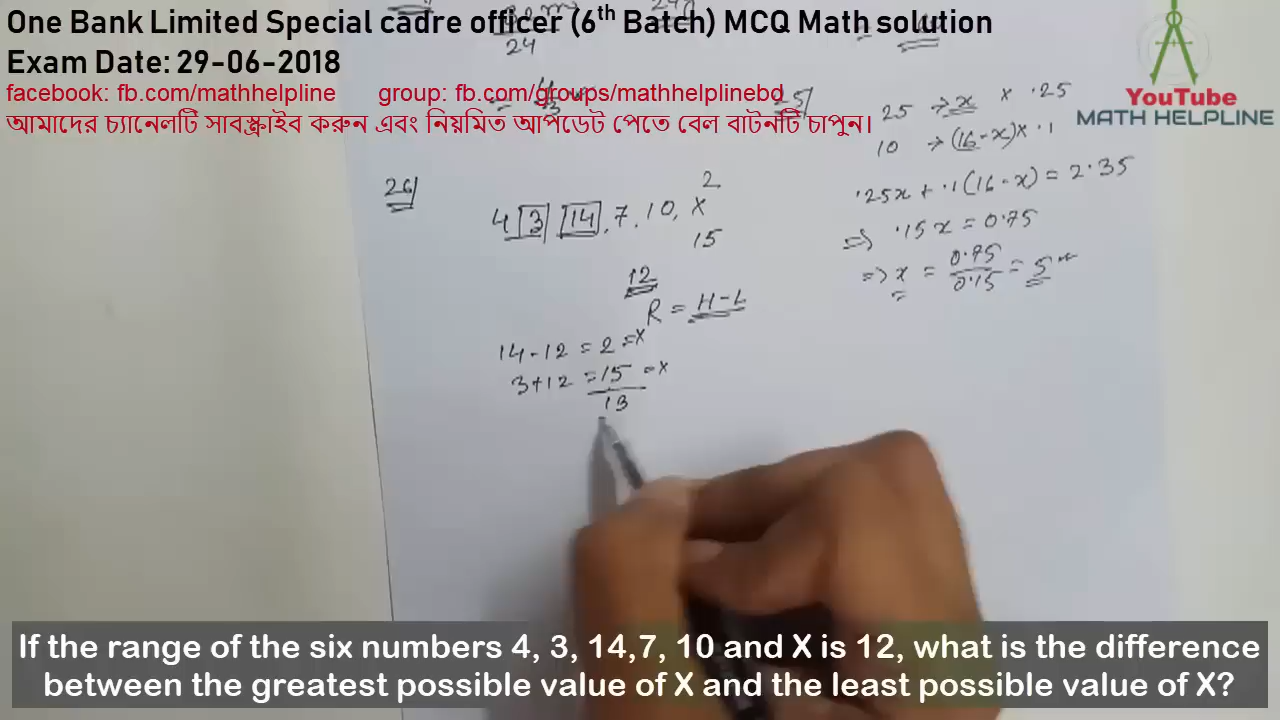 One Bank Limited Special cadre officer (6th Batch) MCQ Math solution
Exam Date: 29-06-2018
facebook: fb.com/mathhelpline group: fb.com/groups/mathhelplinebd
আমাদের চ্যানেলটি সাবস্ক্রাইব করুন এবং নিয়মিত আপডেট পেতে বেল বাটনটি চাপুন।
YouTube
MATH HELPLINE
24
25
25 → x × .25
10 → (16-x) × .1
.25x + .1(16-x) = 2.35
⇒ .15x = 0.75
⇒ x = 0.75/0.15 = 5
26
2
4 3 14, 7, 10, x
15
12
R = H-L
14-12 = 2 = x
3+12 = 15 = x
13
If the range of the six numbers 4, 3, 14,7, 10 and X is 12, what is the difference
between the greatest possible value of X and the least possible value of X?